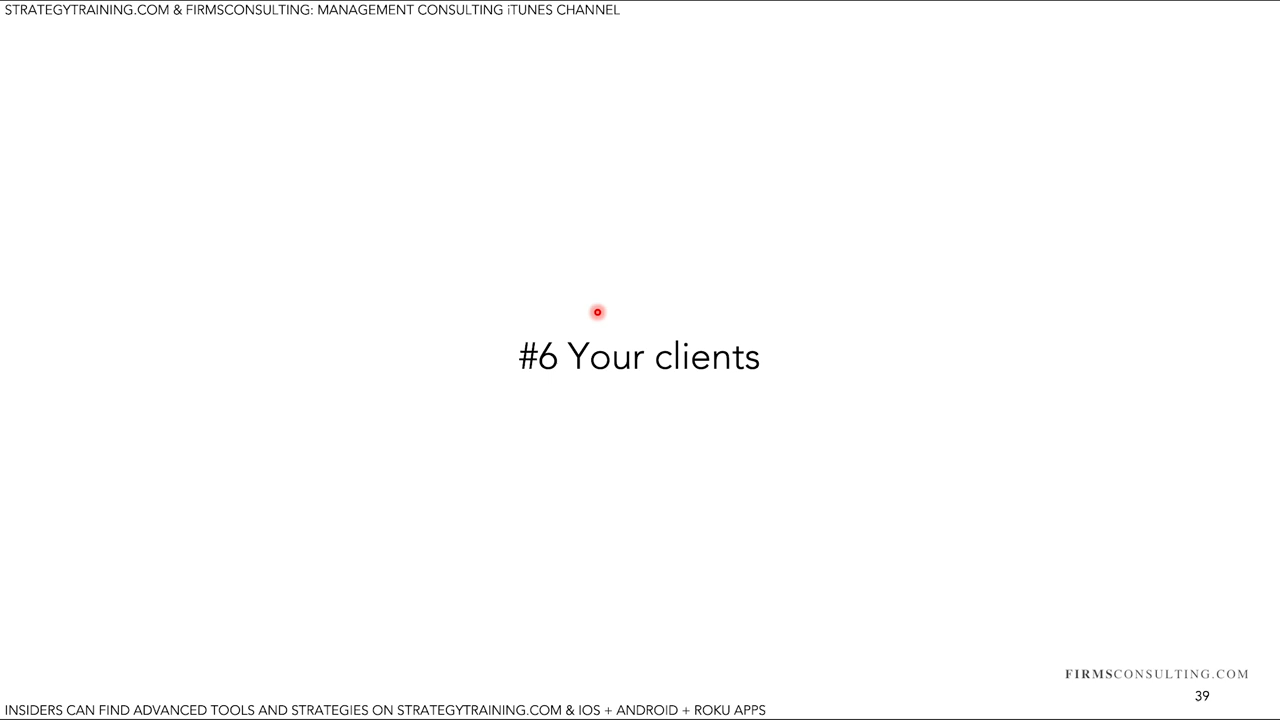 STRATEGYTRAINING.COM & FIRMSCONSULTING: MANAGEMENT CONSULTING iTUNES CHANNEL
#6 Your clients
FIRMSCONSULTING.COM
39
INSIDERS CAN FIND ADVANCED TOOLS AND STRATEGIES ON STRATEGYTRAINING.COM & IOS + ANDROID + ROKU APPS